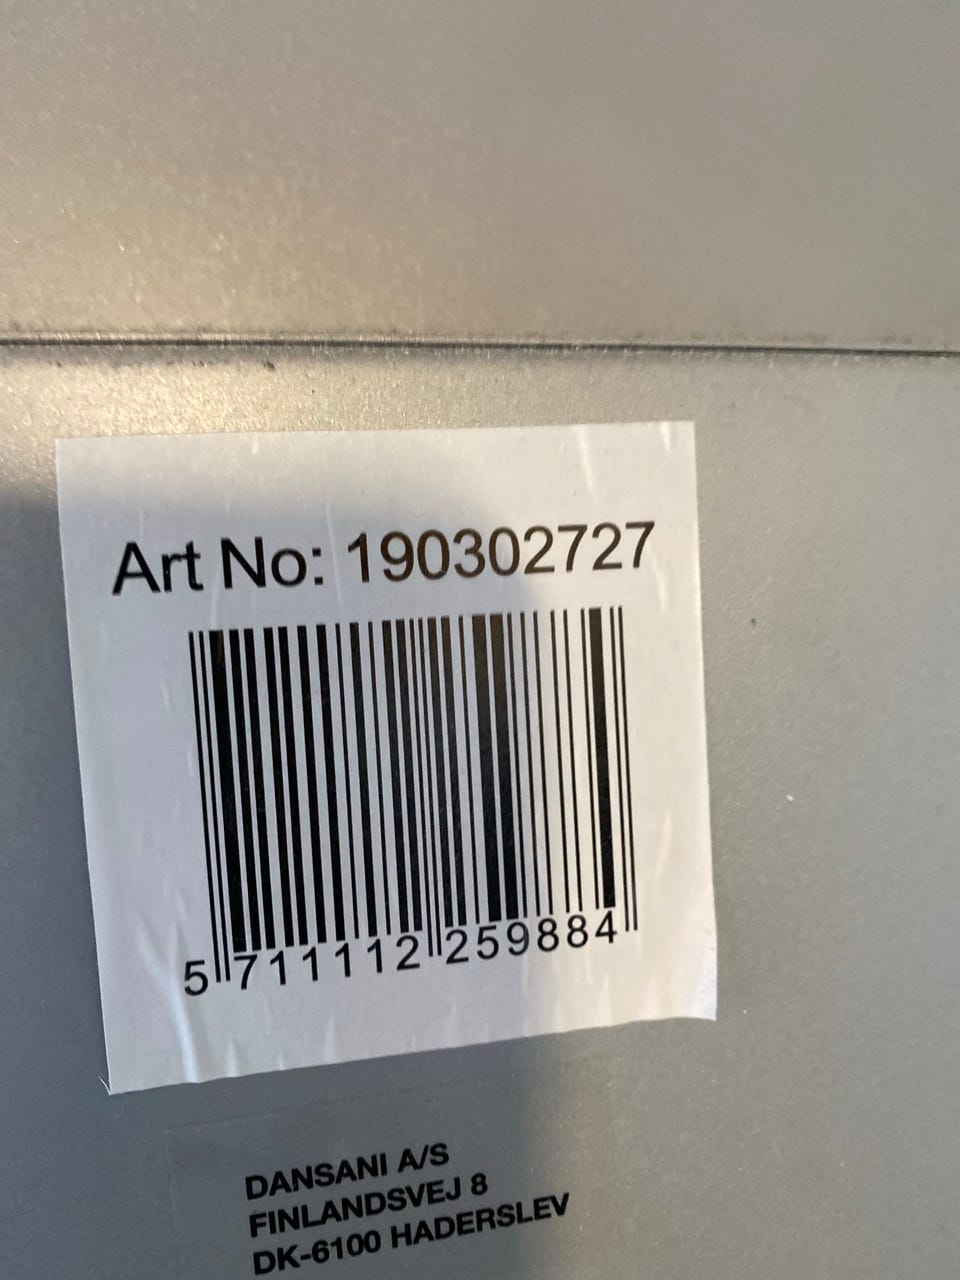 Art No: 190302727
5 711112 259884
DANSANI A/S
FINLANDSVEJ 8
DK-6100 HADERSLEV